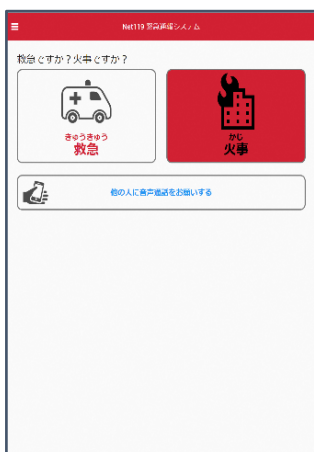 Net119 緊急通報システム
救急ですか？火事ですか？
きゅうきゅう
救急
かじ
火事
他の人に音声通話をお願いする